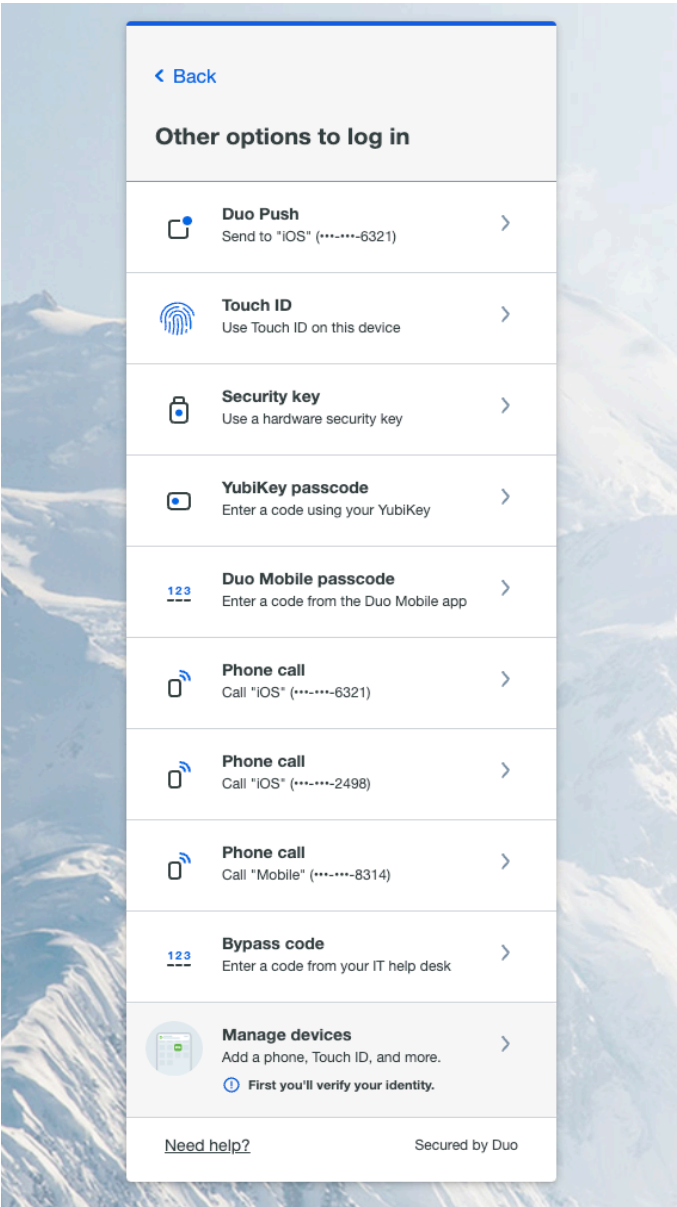 Back
Other options to log in
Duo Push
Send to "iOS" (•••-•••-6321)
Touch ID
Use Touch ID on this device
Security key
Use a hardware security key
YubiKey passcode
Enter a code using your YubiKey
123
Duo Mobile passcode
Enter a code from the Duo Mobile app
Phone call
Call "iOS" (•••-•••-6321)
Phone call
Call "iOS" (•••-•••-2498)
Phone call
Call "Mobile" (•••-•••-8314)
123
Bypass code
Enter a code from your IT help desk
Manage devices
Add a phone, Touch ID, and more.
First you'll verify your identity.
Need help?
Secured by Duo